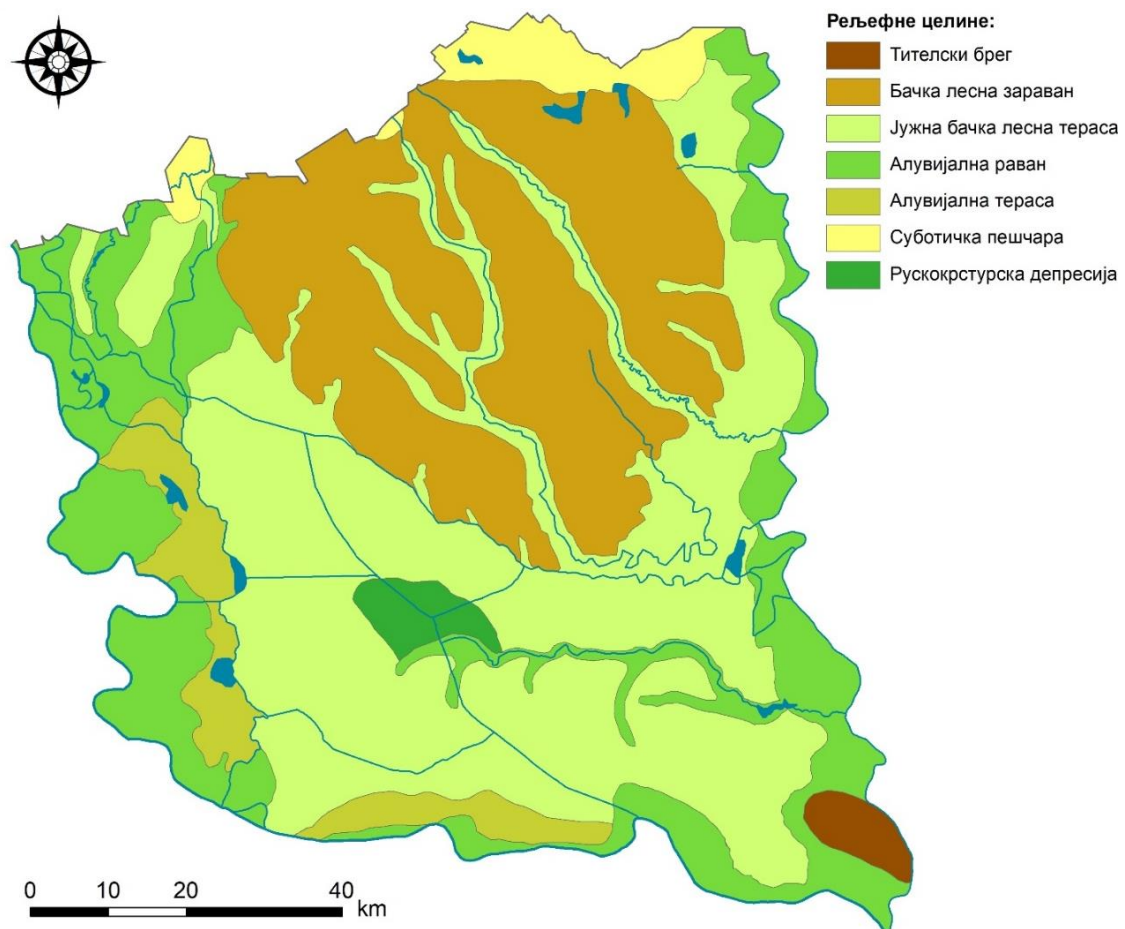 Рељефне целине:
Тителски брег
Бачка лесна зараван
Јужна бачка лесна тераса
Алувијална раван
Алувијална тераса
Суботичка пешчара
Рускокрстурска депресија
0 10 20 40
km